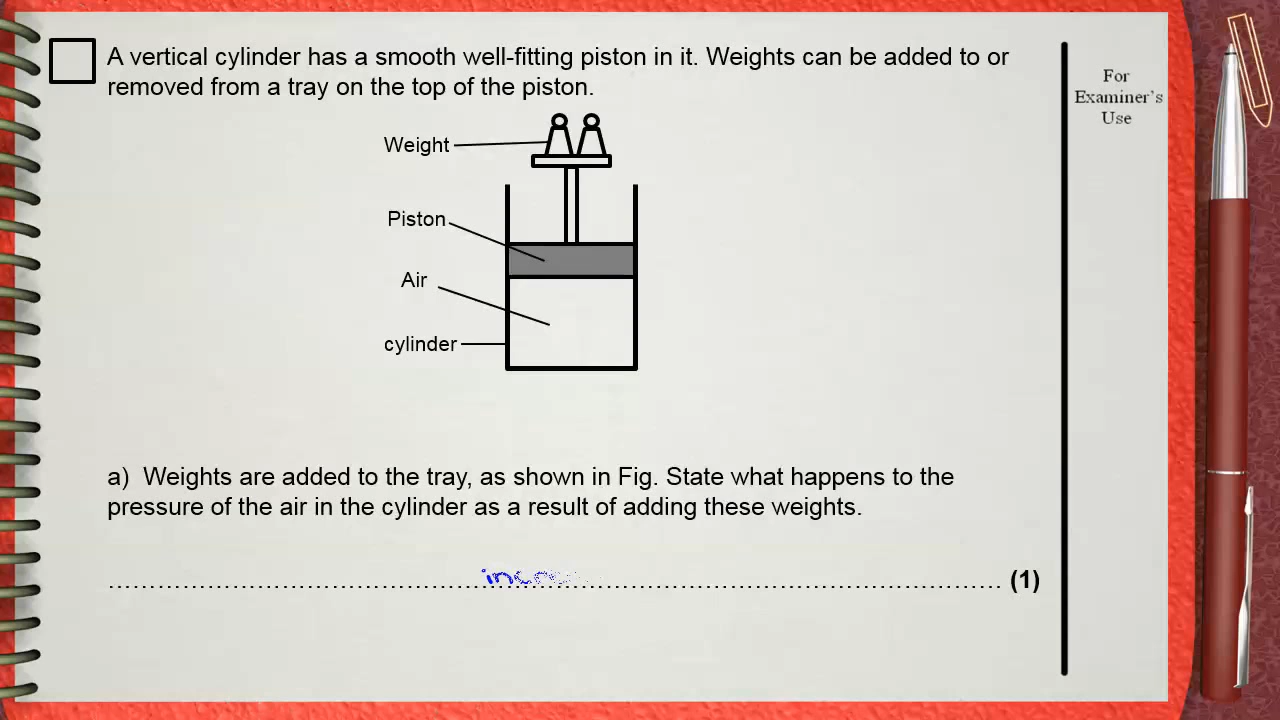 A vertical cylinder has a smooth well-fitting piston in it. Weights can be added to or
removed from a tray on the top of the piston.
For
Examiner's
Use
Weight
Piston
Air
cylinder
a) Weights are added to the tray, as shown in Fig. State what happens to the
pressure of the air in the cylinder as a result of adding these weights.
(1)